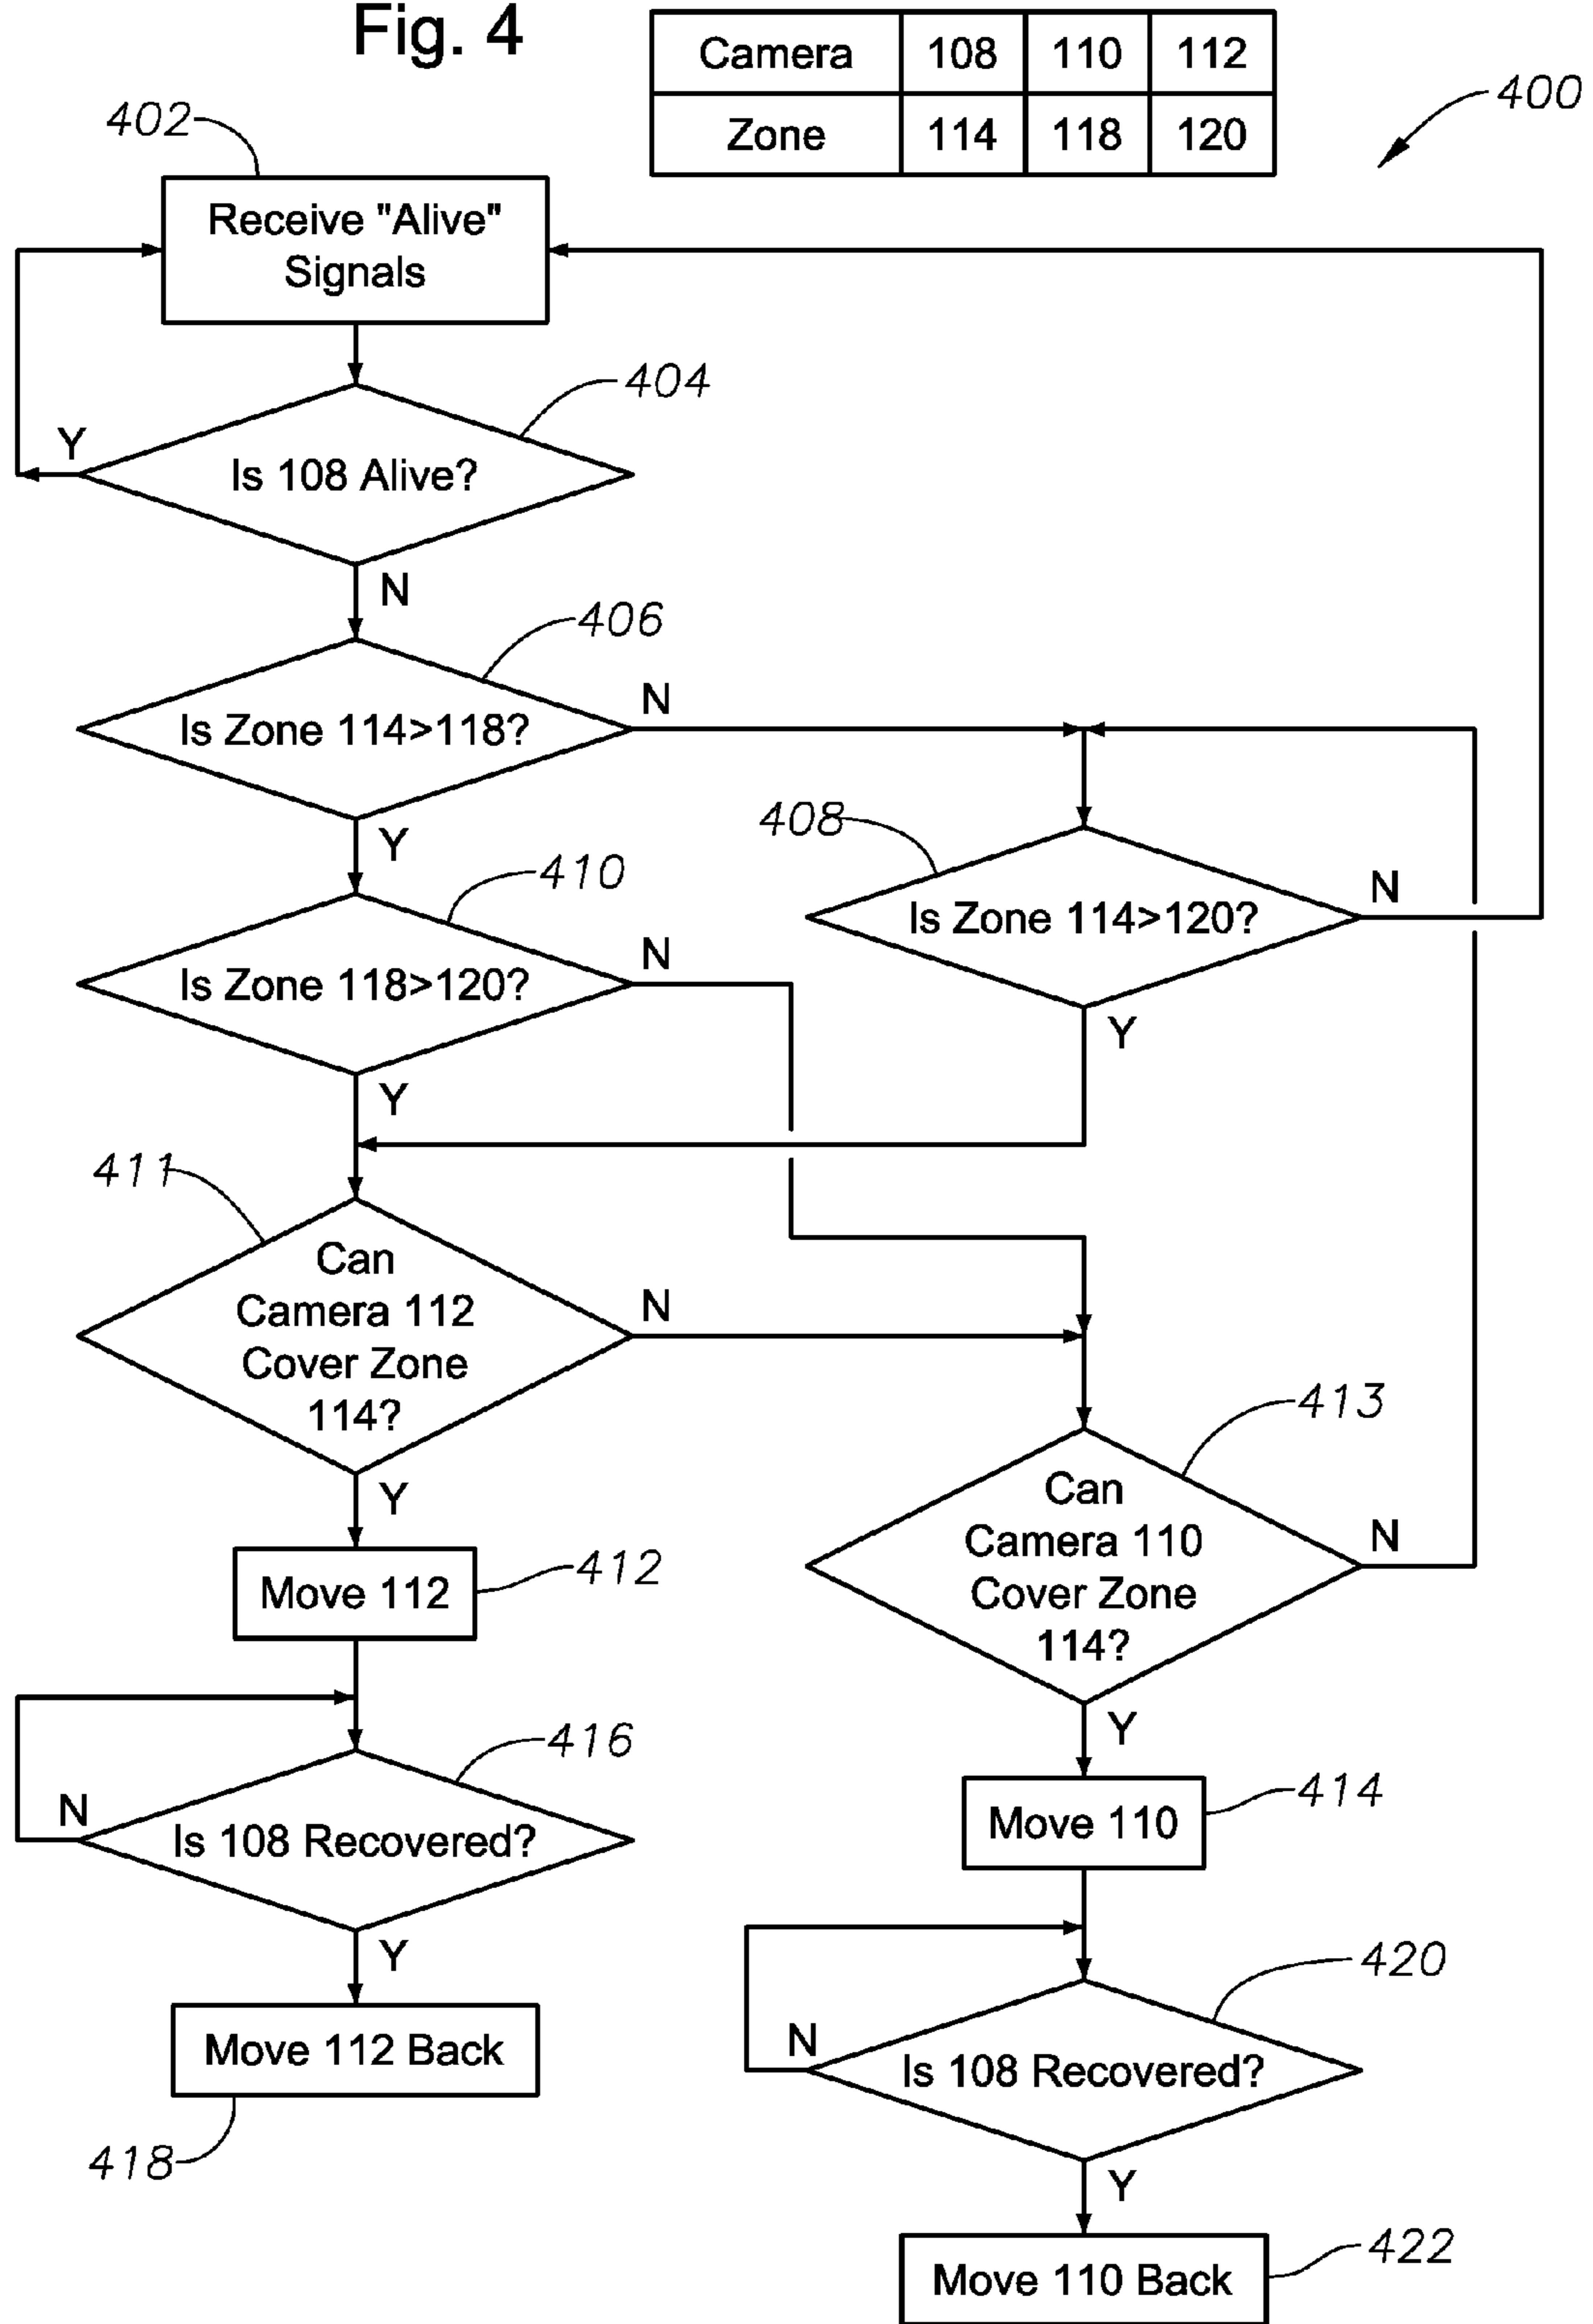 Fig. 4
Camera 108 110 112
Zone 114 118 120
400
402
Receive "Alive"
Signals
404
Y
Is 108 Alive?
N
406
N
Is Zone 114>118?
Y
408
N
Is Zone 114>120?
Y
410
N
Is Zone 118>120?
Y
411
Can
Camera 112
Cover Zone
114?
N
Y
413
Can
Camera 110
Cover Zone
114?
N
Y
412
Move 112
414
Move 110
416
N
Is 108 Recovered?
Y
418
Move 112 Back
420
N
Is 108 Recovered?
Y
422
Move 110 Back